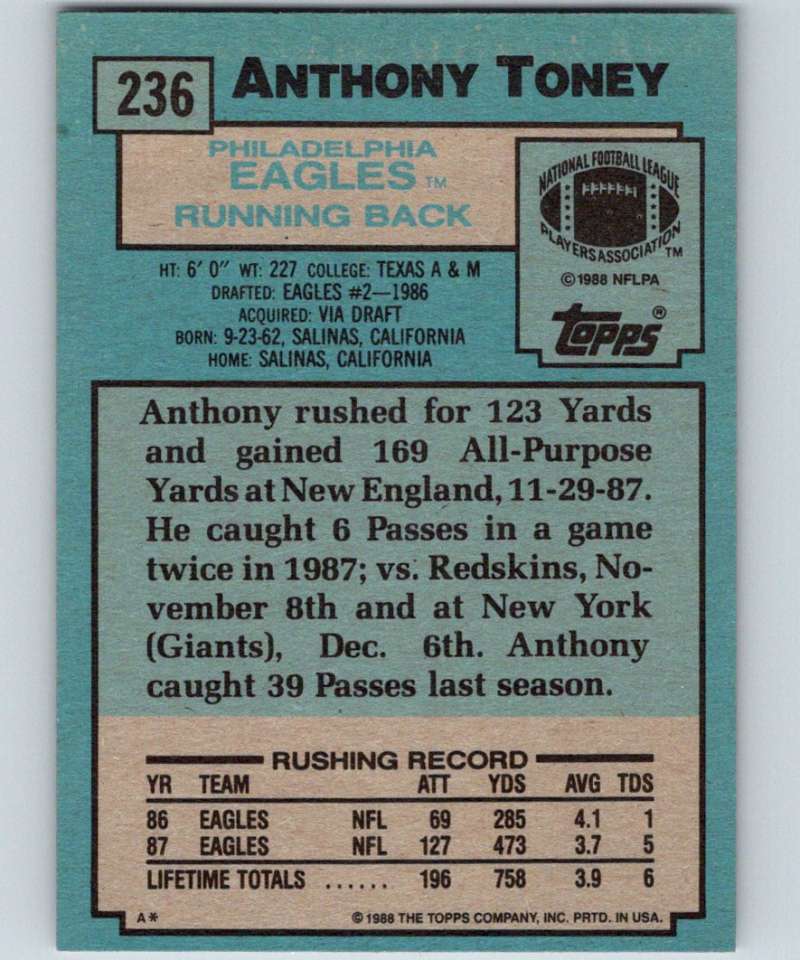 236 ANTHONY TONEY
PHILADELPHIA
EAGLES TM
RUNNING BACK
NATIONAL FOOTBALL LEAGUE
PLAYERS ASSOCIATION TM
© 1988 NFLPA
TOPPS ®
HT: 6' 0" WT: 227 COLLEGE: TEXAS A & M
DRAFTED: EAGLES #2—1986
ACQUIRED: VIA DRAFT
BORN: 9-23-62, SALINAS, CALIFORNIA
HOME: SALINAS, CALIFORNIA
Anthony rushed for 123 Yards
and gained 169 All-Purpose
Yards at New England, 11-29-87.
He caught 6 Passes in a game
twice in 1987; vs. Redskins, No-
vember 8th and at New York
(Giants), Dec. 6th. Anthony
caught 39 Passes last season.
RUSHING RECORD
YR TEAM ATT YDS AVG TDS
86 EAGLES NFL 69 285 4.1 1
87 EAGLES NFL 127 473 3.7 5
LIFETIME TOTALS ...... 196 758 3.9 6
A* © 1988 THE TOPPS COMPANY, INC. PRTD. IN USA.